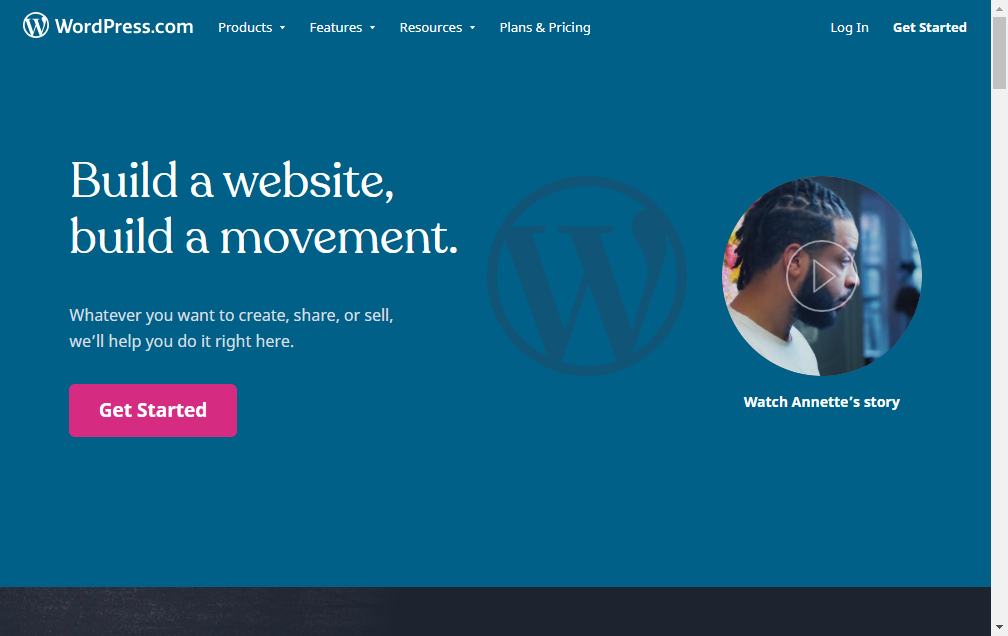 WordPress.com Products Features Resources Plans & Pricing Log In Get Started
Build a website,
build a movement.
Whatever you want to create, share, or sell,
we’ll help you do it right here.
Get Started
Watch Annette’s story